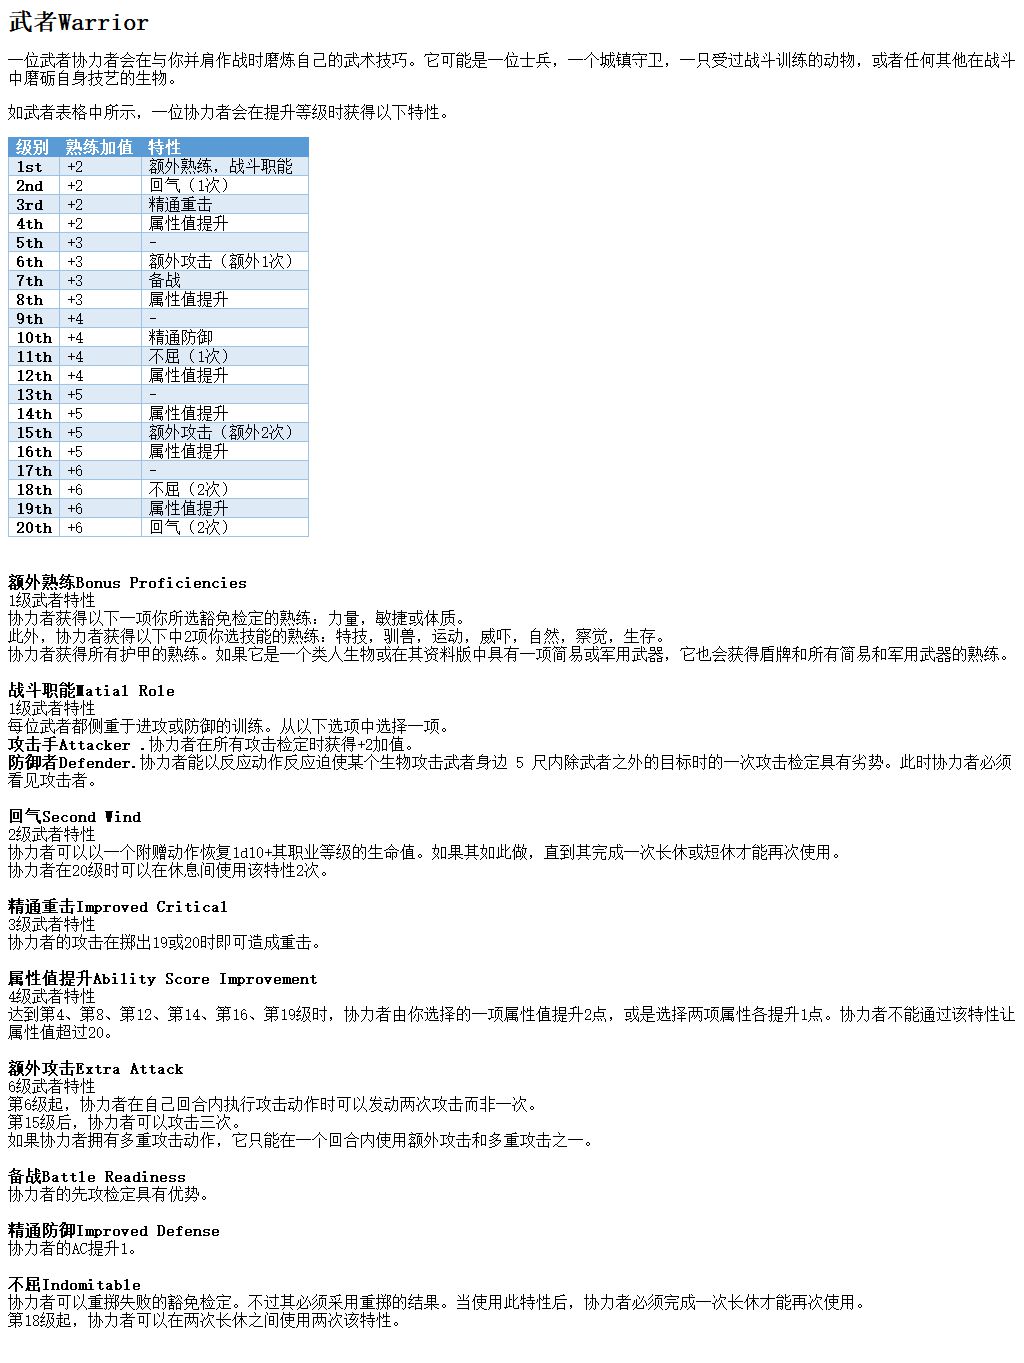 武者Warrior
一位武者协力者会在与你并肩作战时磨炼自己的武术技巧。它可能是一位士兵，一个城镇守卫，一只受过战斗训练的动物，或者任何其他在战斗
中磨砺自身技艺的生物。
如武者表格中所示，一位协力者会在提升等级时获得以下特性。
级别 熟练加值 特性
1st +2 额外熟练，战斗职能
2nd +2 回气（1次）
3rd +2 精通重击
4th +2 属性值提升
5th +3 -
6th +3 额外攻击（额外1次）
7th +3 备战
8th +3 属性值提升
9th +4 -
10th +4 精通防御
11th +4 不屈（1次）
12th +4 属性值提升
13th +5 -
14th +5 属性值提升
15th +5 额外攻击（额外2次）
16th +5 属性值提升
17th +6 -
18th +6 不屈（2次）
19th +6 属性值提升
20th +6 回气（2次）
额外熟练Bonus Proficiencies
1级武者特性
协力者获得以下一项你所选豁免检定的熟练：力量，敏捷或体质。
此外，协力者获得以下中2项你选技能的熟练：特技，驯兽，运动，威吓，自然，察觉，生存。
协力者获得所有护甲的熟练。如果它是一个类人生物或在其资料版中具有一项简易或军用武器，它也会获得盾牌和所有简易和军用武器的熟练。
战斗职能Matial Role
1级武者特性
每位武者都侧重于进攻或防御的训练。从以下选项中选择一项。
攻击手Attacker .协力者在所有攻击检定时获得+2加值。
防御者Defender.协力者能以反应动作反应迫使某个生物攻击武者身边 5 尺内除武者之外的目标时的一次攻击检定具有劣势。此时协力者必须
看见攻击者。
回气Second Wind
2级武者特性
协力者可以以一个附赠动作恢复1d10+其职业等级的生命值。如果其如此做，直到其完成一次长休或短休才能再次使用。
协力者在20级时可以在休息间使用该特性2次。
精通重击Improved Critical
3级武者特性
协力者的攻击在掷出19或20时即可造成重击。
属性值提升Ability Score Improvement
4级武者特性
达到第4、第8、第12、第14、第16、第19级时，协力者由你选择的一项属性值提升2点，或是选择两项属性各提升1点。协力者不能通过该特性让
属性值超过20。
额外攻击Extra Attack
6级武者特性
第6级起，协力者在自己回合内执行攻击动作时可以发动两次攻击而非一次。
第15级后，协力者可以攻击三次。
如果协力者拥有多重攻击动作，它只能在一个回合内使用额外攻击和多重攻击之一。
备战Battle Readiness
协力者的先攻检定具有优势。
精通防御Improved Defense
协力者的AC提升1。
不屈Indomitable
协力者可以重掷失败的豁免检定。不过其必须采用重掷的结果。当使用此特性后，协力者必须完成一次长休才能再次使用。
第18级起，协力者可以在两次长休之间使用两次该特性。